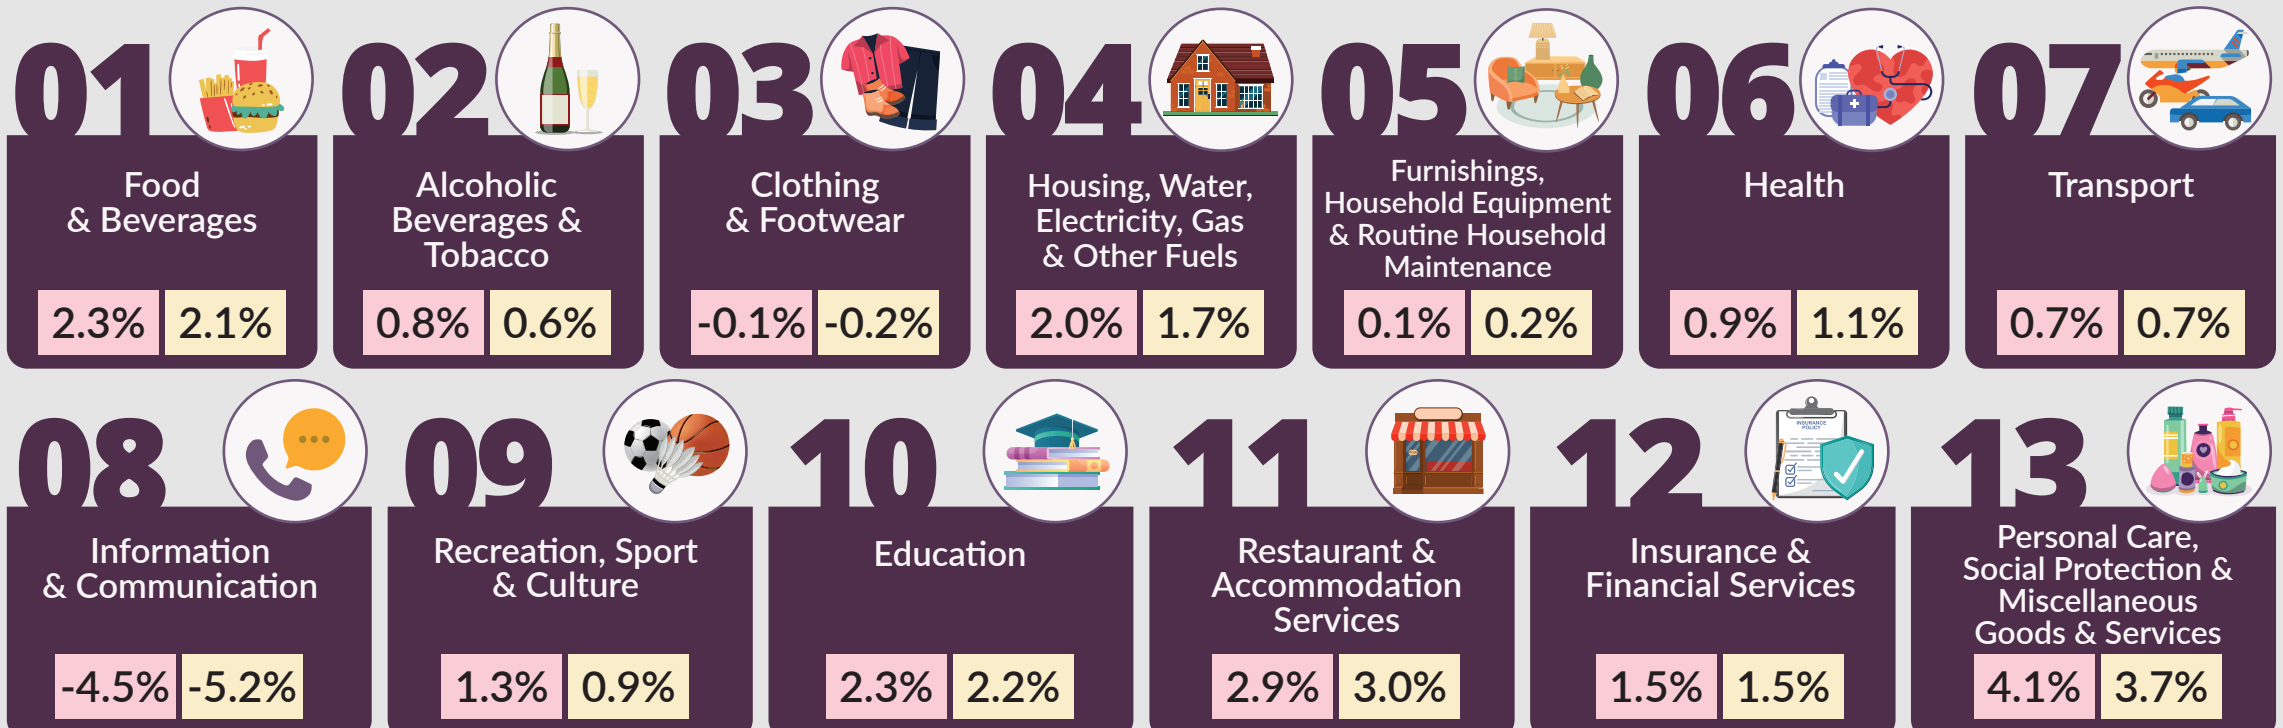 01
Food
& Beverages
2.3% 2.1%
02
Alcoholic
Beverages &
Tobacco
0.8% 0.6%
03
Clothing
& Footwear
-0.1% -0.2%
04
Housing, Water,
Electricity, Gas
& Other Fuels
2.0% 1.7%
05
Furnishings,
Household Equipment
& Routine Household
Maintenance
0.1% 0.2%
06
Health
0.9% 1.1%
07
Transport
0.7% 0.7%
08
Information
& Communication
-4.5% -5.2%
09
Recreation, Sport
& Culture
1.3% 0.9%
10
Education
2.3% 2.2%
11
Restaurant &
Accommodation
Services
2.9% 3.0%
12
INSURANCE
POLICY
Insurance &
Financial Services
1.5% 1.5%
13
Personal Care,
Social Protection &
Miscellaneous
Goods & Services
4.1% 3.7%